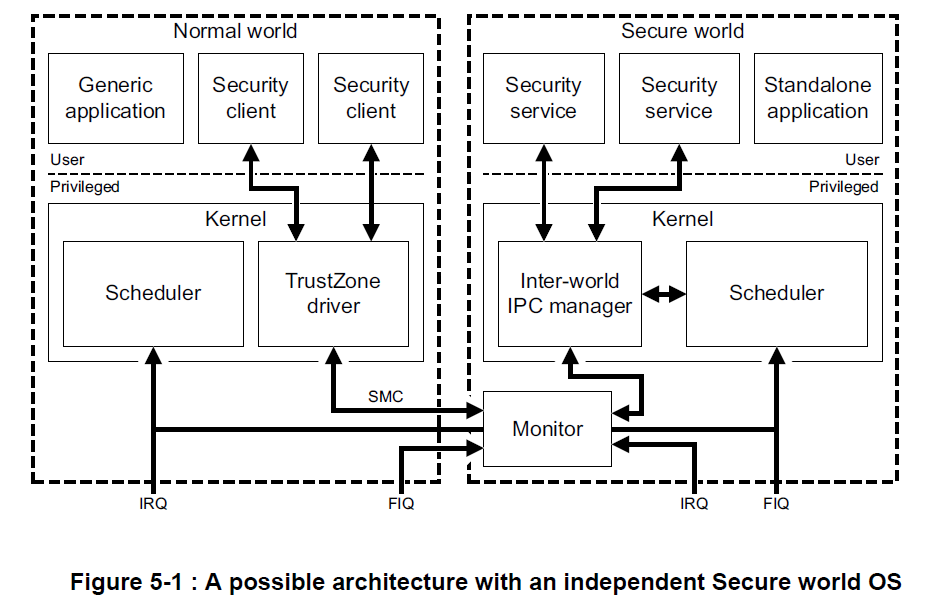 Normal world
Generic
application
Security
client
Security
client
User
Privileged
Kernel
Scheduler
TrustZone
driver
Secure world
Security
service
Security
service
Standalone
application
User
Privileged
Kernel
Inter-world
IPC manager
Scheduler
SMC
Monitor
IRQ
FIQ
IRQ
FIQ
Figure 5-1 : A possible architecture with an independent Secure world OS